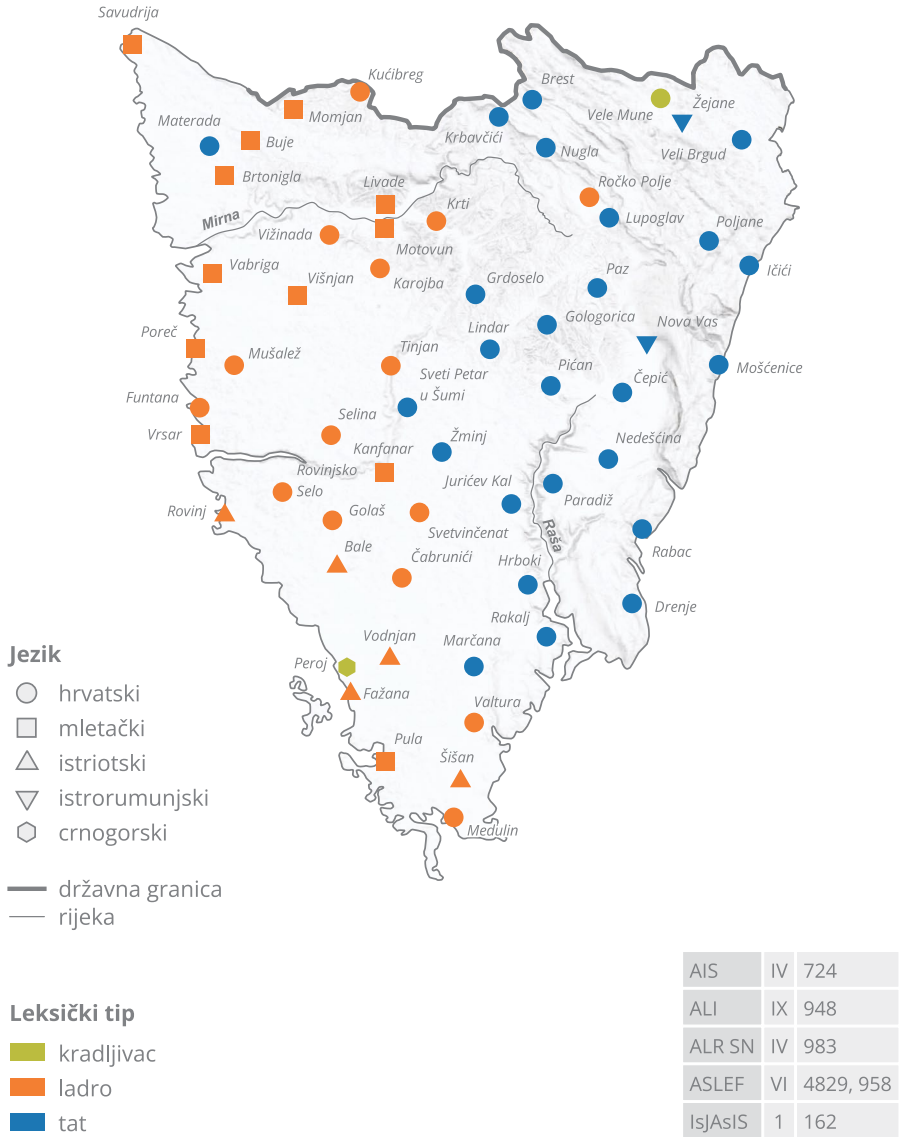 Savudrija
Kućibreg
Brest
Momjan
Vele Mune
Žejane
Materada
Krbavčići
Buje
Nugla
Veli Brgud
Brtonigla
Livade
Ročko Polje
Mirna
Krti
Lupoglav
Poljane
Vižinada
Motovun
Vabriga
Višnjan
Karojba
Grdoselo
Paz
Ičići
Lindar
Gologorica
Nova Vas
Poreč
Mušalež
Tinjan
Pićan
Mošćenice
Sveti Petar
u Šumi
Čepić
Funtana
Selina
Vrsar
Kanfanar
Žminj
Nedešćina
Rovinjsko
Selo
Jurićev Kal
Paradiž
Rovinj
Golaš
Svetvinčenat
Raša
Bale
Čabrunići
Hrboki
Rabac
Drenje
Rakalj
Vodnjan
Marčana
Peroj
Fažana
Valtura
Pula
Šišan
Medulin
Jezik
hrvatski
mletački
istriotski
istrorumunjski
crnogorski
državna granica
rijeka
Leksički tip
kradljivac
ladro
tat
AIS IV 724
ALI IX 948
ALR SN IV 983
ASLEF VI 4829, 958
IsJAsIS 1 162